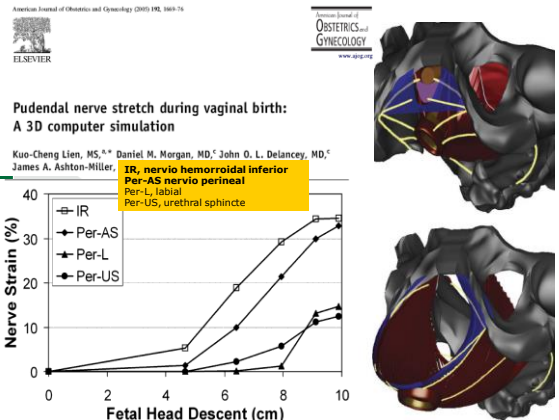 American Journal of Obstetrics and Gynecology (2005) 192, 1669-76
ELSEVIER
American Journal of
OBSTETRICS and
GYNECOLOGY
www.ajog.org
Pudendal nerve stretch during vaginal birth:
A 3D computer simulation
Kuo-Cheng Lien, MS,a,* Daniel M. Morgan, MD,c John O. L. Delancey, MD,c
James A. Ashton-Miller,
IR, nervio hemorroidal inferior
Per-AS nervio perineal
Per-L, labial
Per-US, urethral sphincte
Nerve Strain (%)
40
30
20
10
0
IR
Per-AS
Per-L
Per-US
0 2 4 6 8 10
Fetal Head Descent (cm)